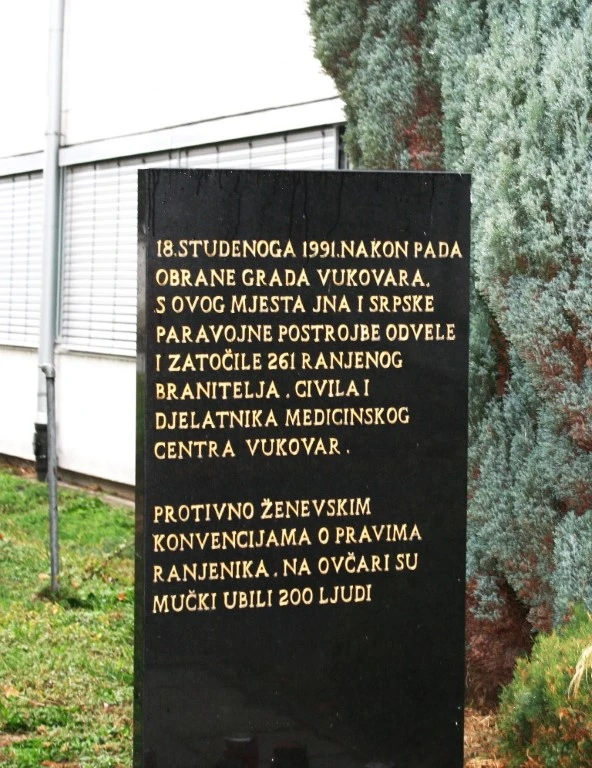 18.STUDENOGA 1991.NAKON PADA
OBRANE GRADA VUKOVARA,
S OVOG MJESTA JNA I SRPSKE
PARAVOJNE POSTROJBE ODVELE
I ZATOČILE 261 RANJENOG
BRANITELJA, CIVILA I
DJELATNIKA MEDICINSKOG
CENTRA VUKOVAR.
PROTIVNO ŽENEVSKIM
KONVENCIJAMA O PRAVIMA
RANJENIKA, NA OVČARI SU
MUČKI UBILI 200 LJUDI